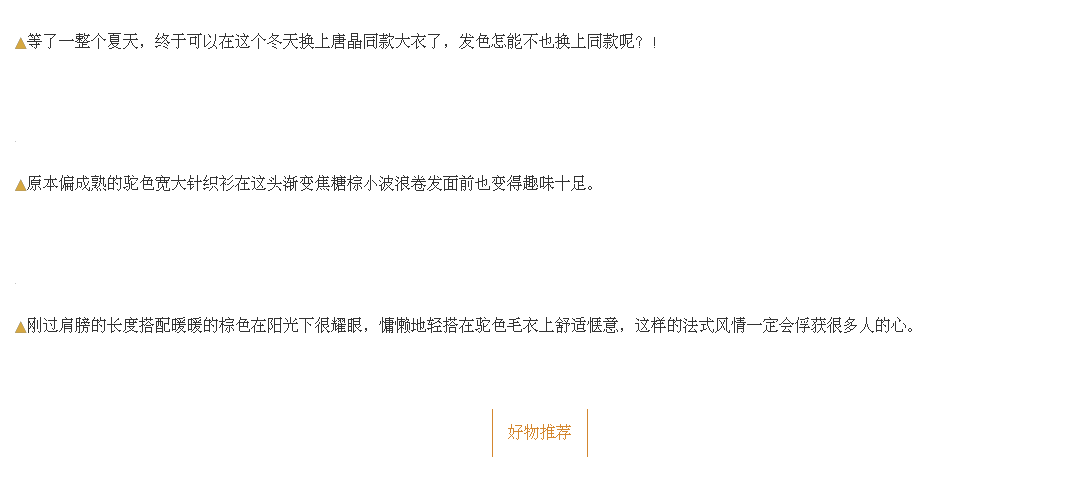 ▲等了一整个夏天，终于可以在这个冬天换上唐晶同款大衣了，发色怎能不也换上同款呢？！
▲原本偏成熟的驼色宽大针织衫在这头渐变焦糖棕小波浪卷发面前也变得趣味十足。
▲刚过肩膀的长度搭配暖暖的棕色在阳光下很耀眼，慵懒地轻搭在驼色毛衣上舒适惬意，这样的法式风情一定会俘获很多人的心。
好物推荐